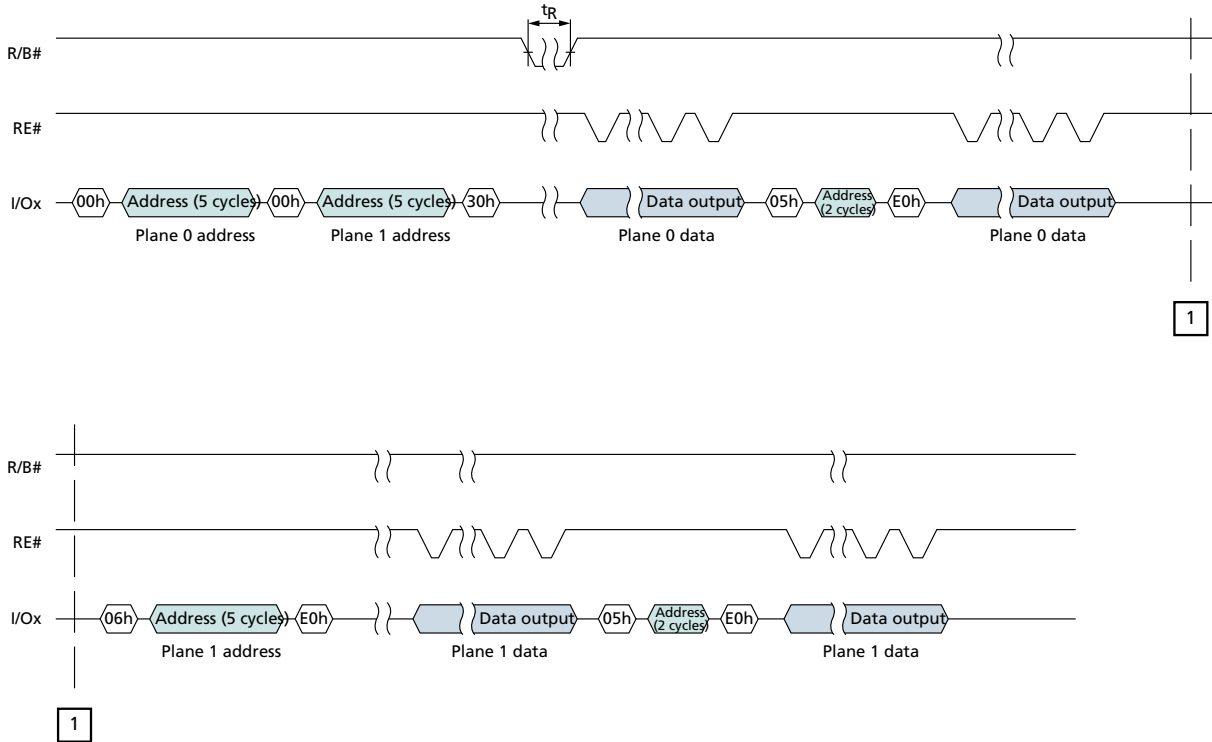 tR
R/B#
RE#
I/Ox 00h Address (5 cycles) 00h Address (5 cycles) 30h Data output 05h Address (2 cycles) E0h Data output
Plane 0 address Plane 1 address Plane 0 data Plane 0 data
1
R/B#
RE#
I/Ox 06h Address (5 cycles) E0h Data output 05h Address (2 cycles) E0h Data output
Plane 1 address Plane 1 data Plane 1 data
1